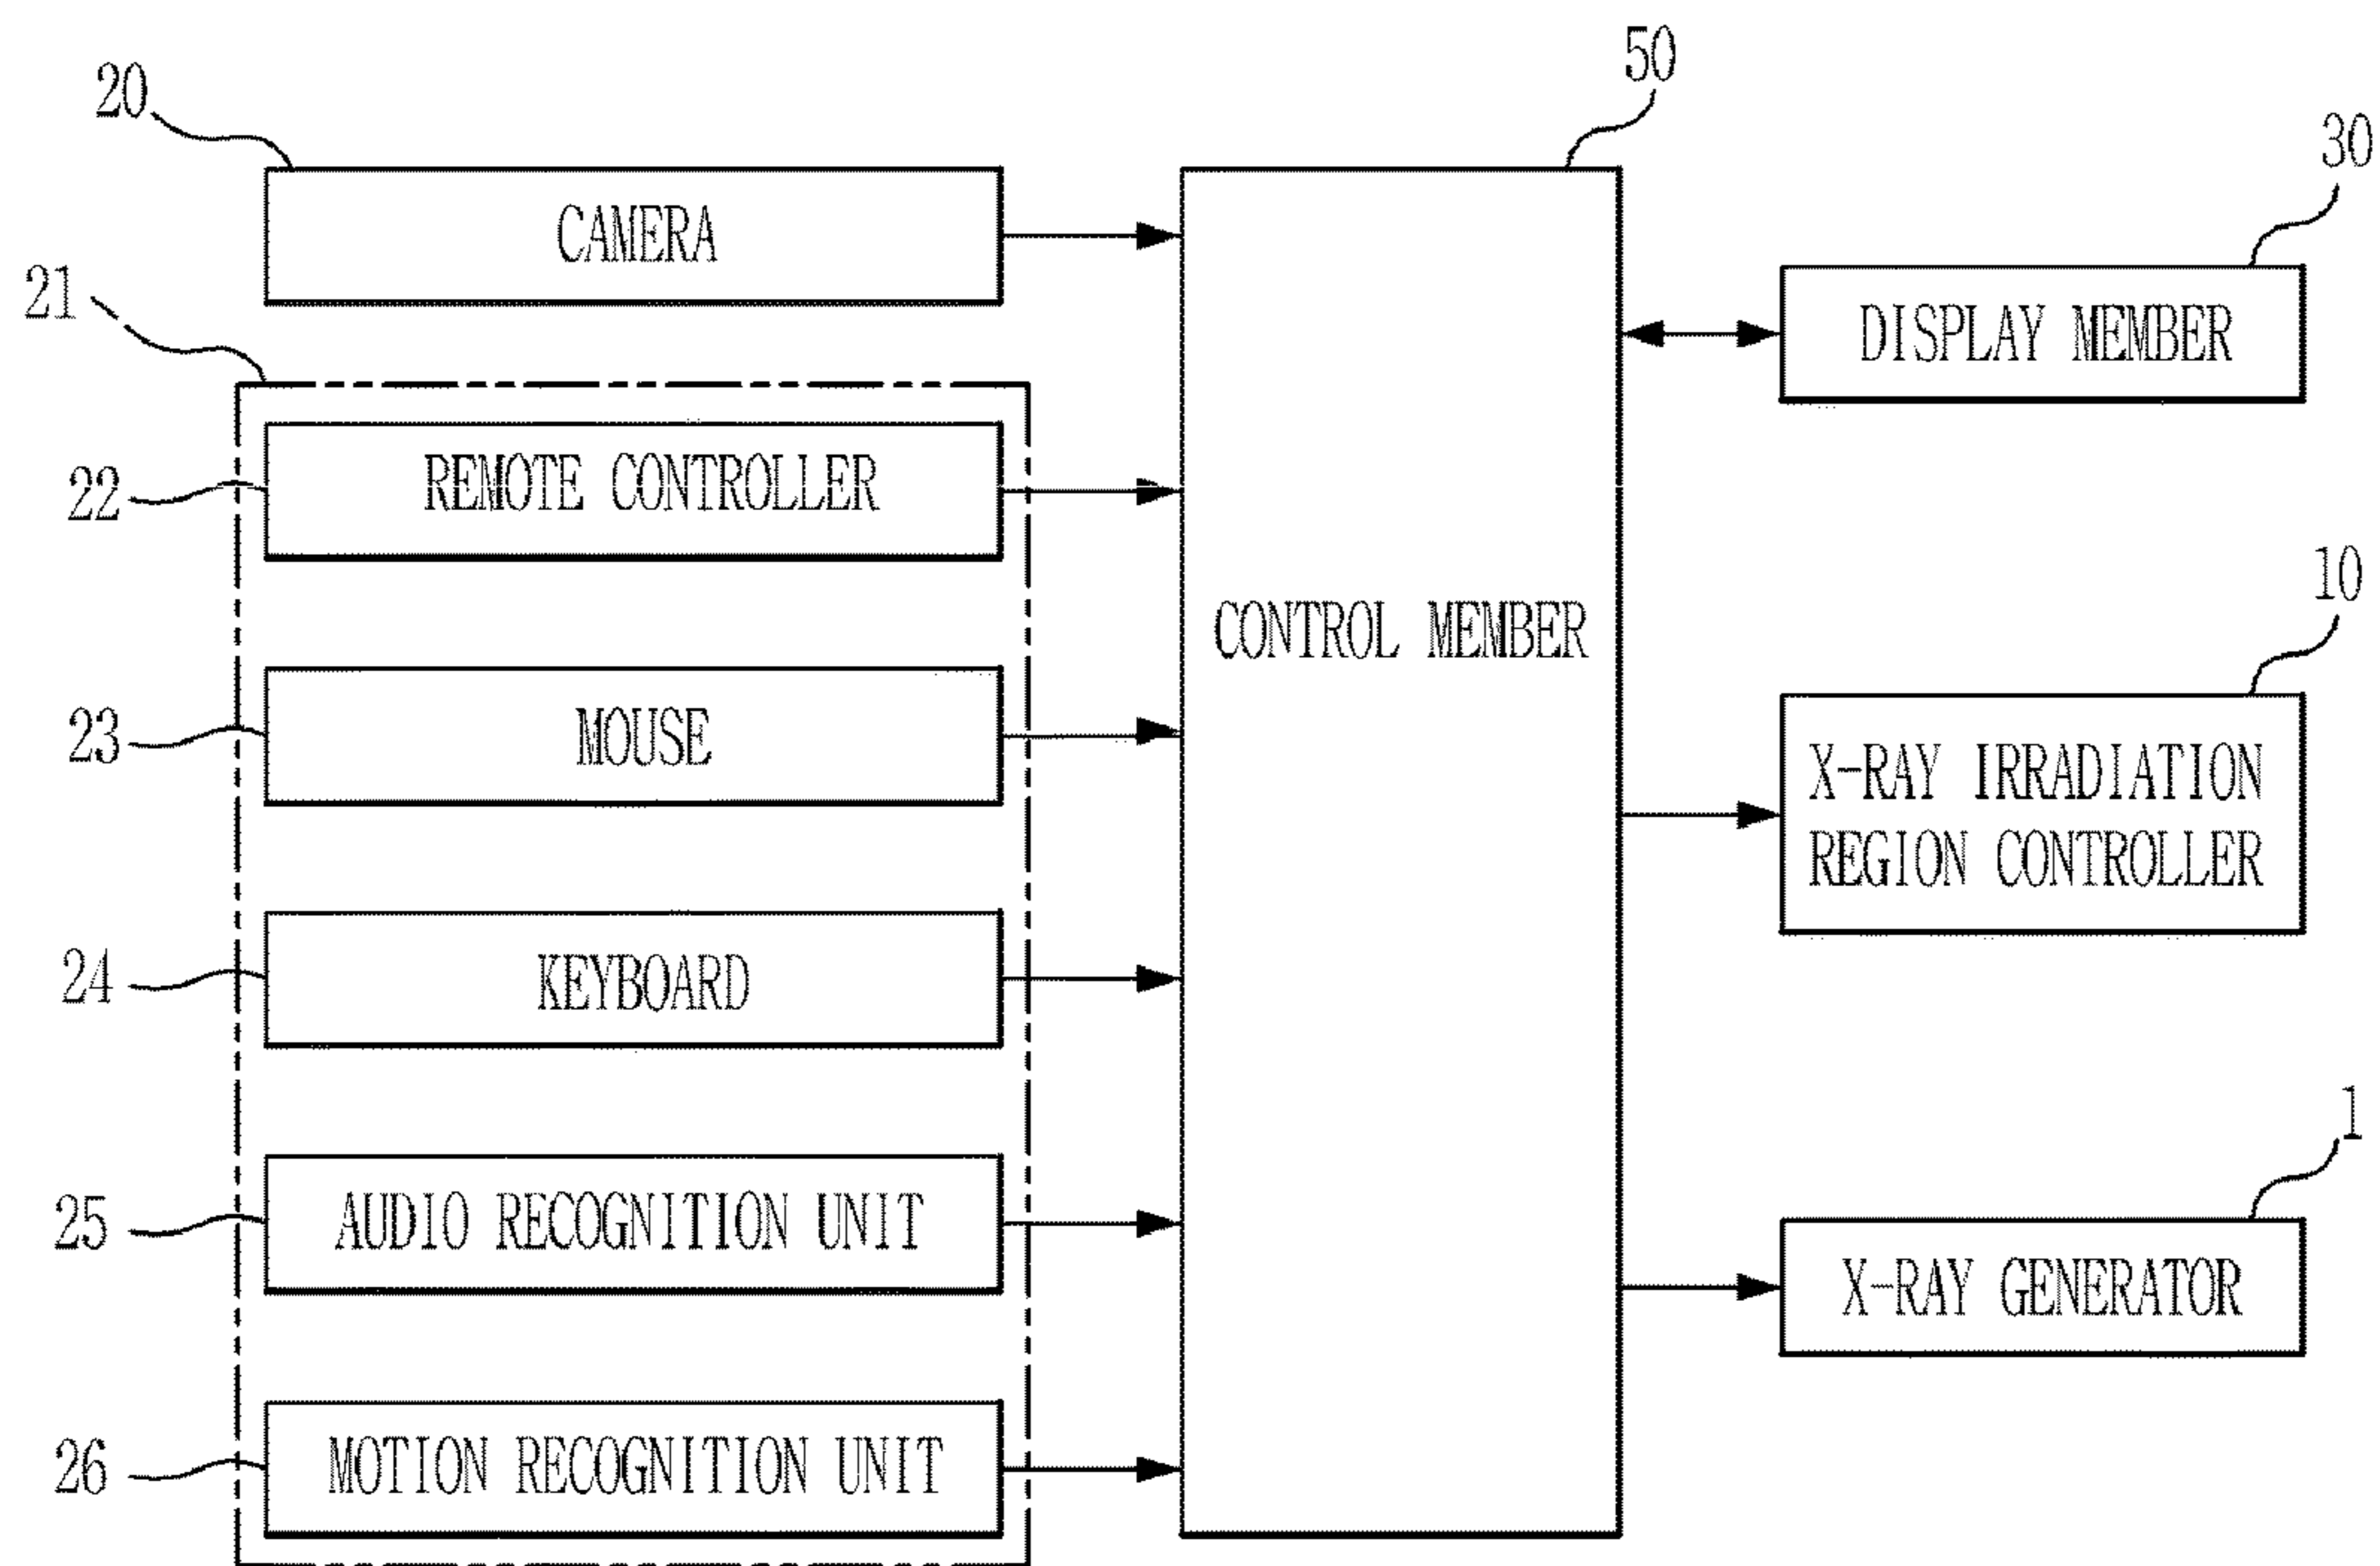 50
20
30
CAMERA
21
DISPLAY MEMBER
22
REMOTE CONTROLLER
10
CONTROL MEMBER
23
MOUSE
X-RAY IRRADIATION
REGION CONTROLLER
24
KEYBOARD
1
25
AUDIO RECOGNITION UNIT
X-RAY GENERATOR
26
MOTION RECOGNITION UNIT